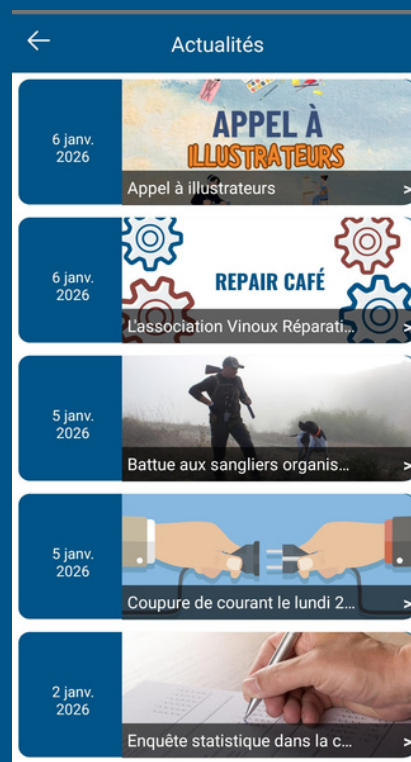 Actualités
6 janv.
2026
APPEL À
ILLUSTRATEURS
Appel à illustrateurs
>
6 janv.
2026
REPAIR CAFÉ
L'association Vinoux Réparati...
>
5 janv.
2026
Battue aux sangliers organis...
>
5 janv.
2026
Coupure de courant le lundi 2...
>
2 janv.
2026
Enquête statistique dans la c...
>